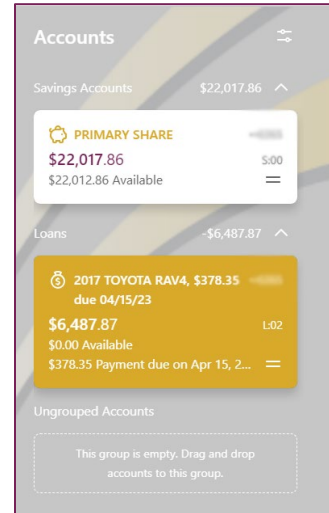 Accounts
Savings Accounts $22,017.86
PRIMARY SHARE
$22,017.86 S:00
$22,012.86 Available
Loans -$6,487.87
2017 TOYOTA RAV4, $378.35
due 04/15/23
$6,487.87 L:02
$0.00 Available
$378.35 Payment due on Apr 15, 2...
Ungrouped Accounts
This group is empty. Drag and drop
accounts to this group.